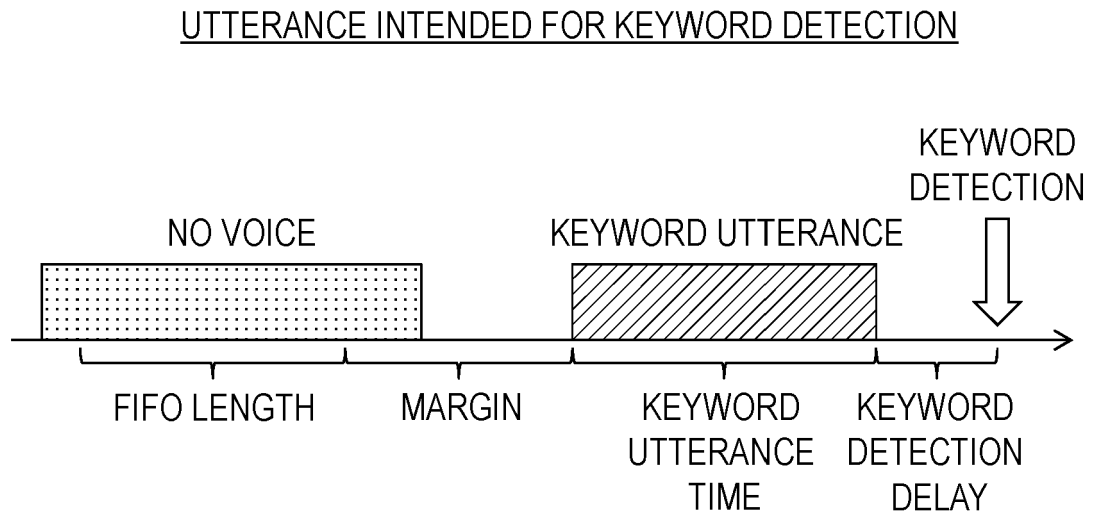 UTTERANCE INTENDED FOR KEYWORD DETECTION
KEYWORD
DETECTION
NO VOICE
KEYWORD UTTERANCE
FIFO LENGTH
MARGIN
KEYWORD
UTTERANCE
TIME
KEYWORD
DETECTION
DELAY